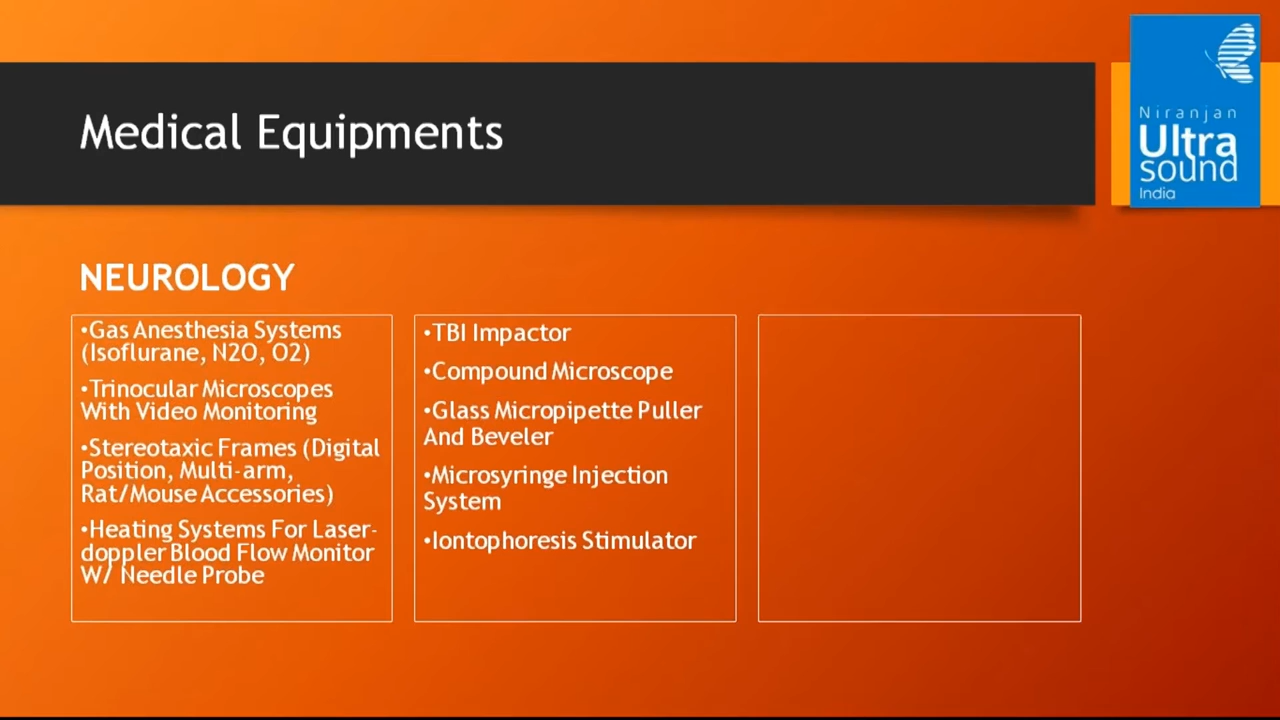 Medical Equipments
Niranjan
Ultra
sound
India
NEUROLOGY
•Gas Anesthesia Systems
(Isoflurane, N2O, O2)
•Trinocular Microscopes
With Video Monitoring
•Stereotaxic Frames (Digital
Position, Multi-arm,
Rat/Mouse Accessories)
•Heating Systems For Laser-
doppler Blood Flow Monitor
W/ Needle Probe
•TBI Impactor
•Compound Microscope
•Glass Micropipette Puller
And Beveler
•Microsyringe Injection
System
•Iontophoresis Stimulator